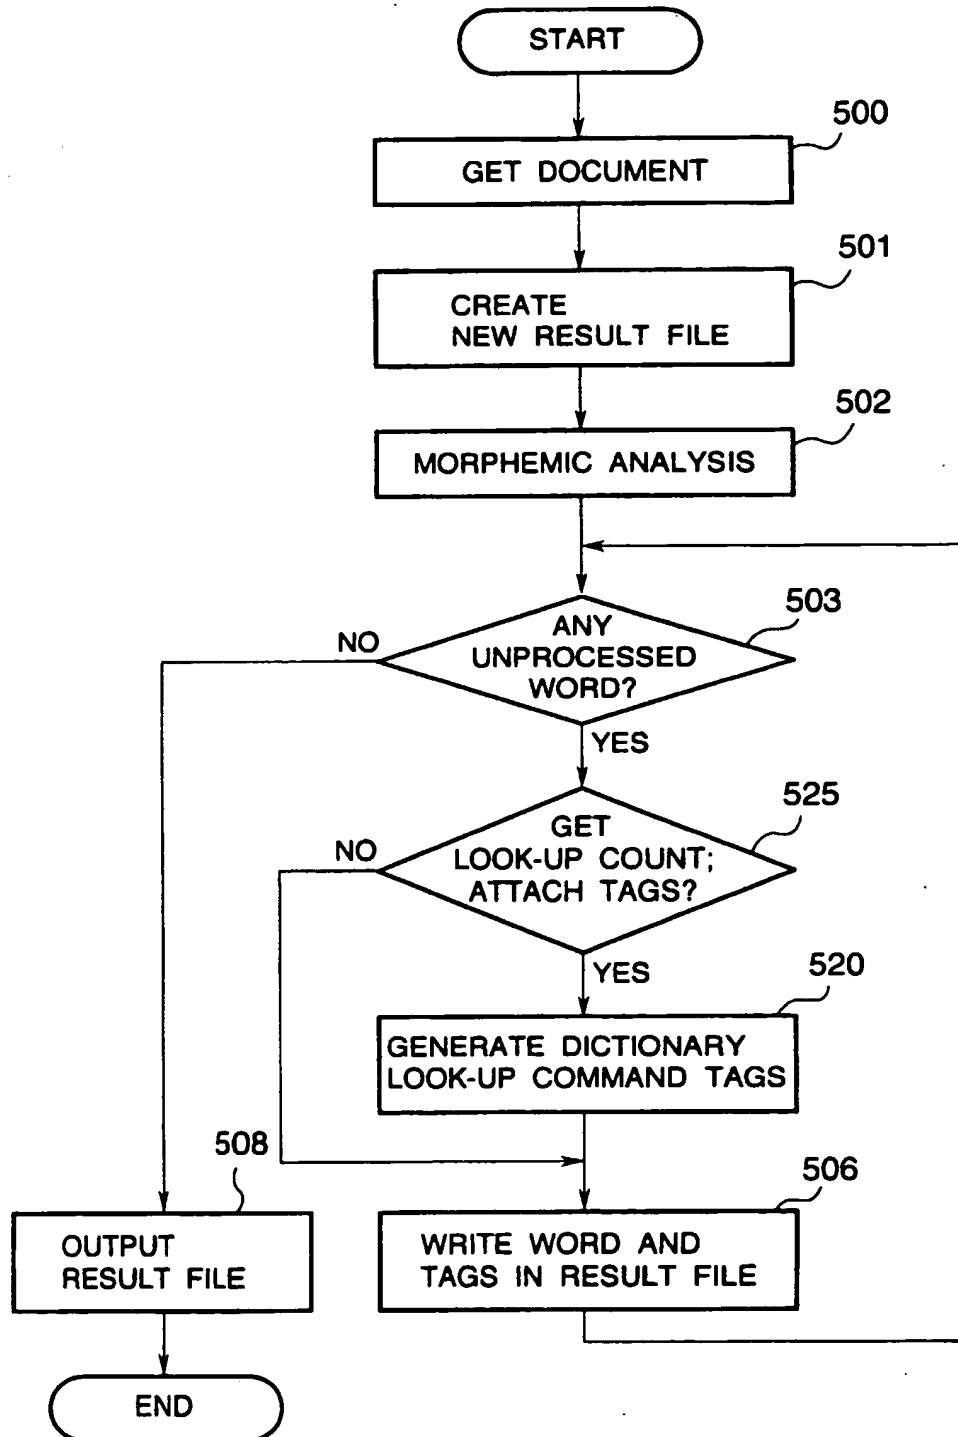 START
500
GET DOCUMENT
501
CREATE
NEW RESULT FILE
502
MORPHEMIC ANALYSIS
503
NO
ANY
UNPROCESSED
WORD?
YES
525
NO
GET
LOOK-UP COUNT;
ATTACH TAGS?
YES
520
GENERATE DICTIONARY
LOOK-UP COMMAND TAGS
508
506
OUTPUT
RESULT FILE
WRITE WORD AND
TAGS IN RESULT FILE
END